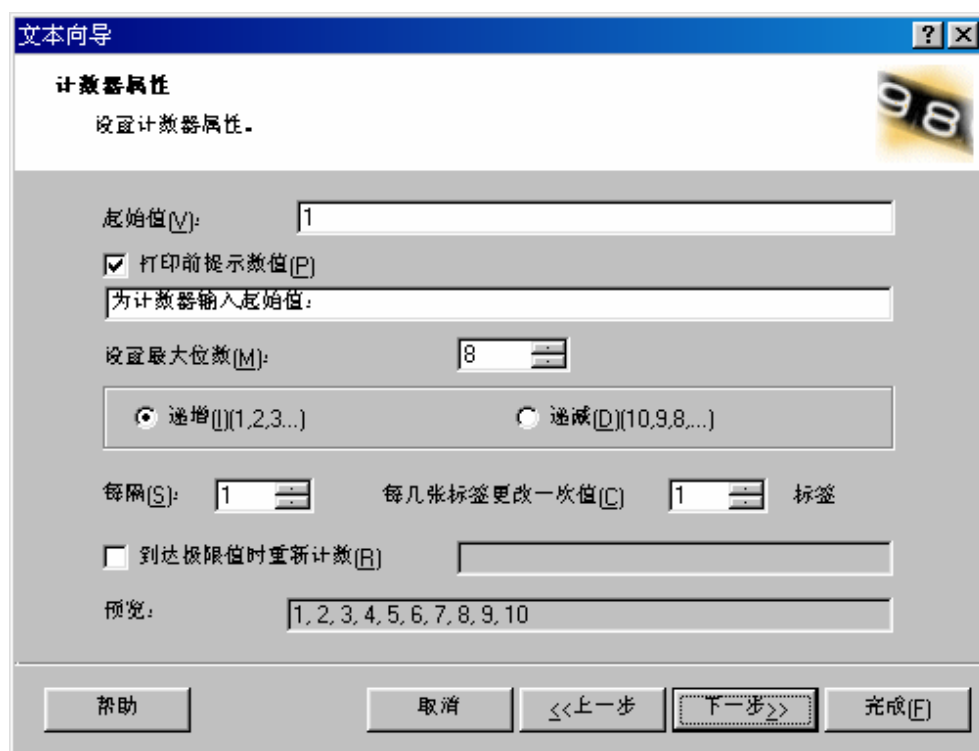 文本向导
计数器属性
设置计数器属性。
98
起始值(V): 1
打印前提示数值(P)
为计数器输入起始值:
设置最大位数(M): 8
递增(I)(1,2,3...) 递减(D)(10,9,8,...)
每隔(S): 1 每几张标签更改一次值(C) 1 标签
到达极限值时重新计数(R)
预览: 1, 2, 3, 4, 5, 6, 7, 8, 9, 10
帮助 取消 <<上一步 下一步>> 完成(F)